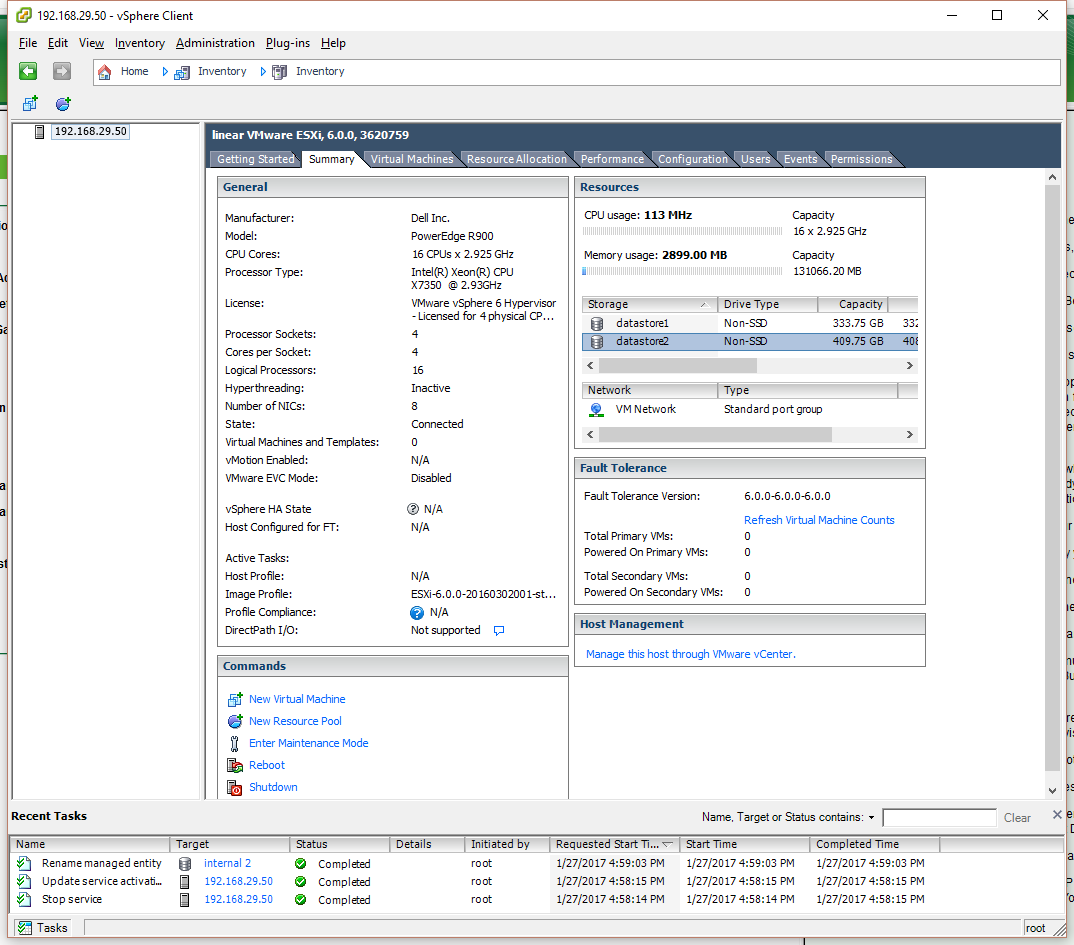 192.168.29.50 - vSphere Client
File Edit View Inventory Administration Plug-ins Help
Home Inventory Inventory
192.168.29.50
linear VMware ESXi, 6.0.0, 3620759
Getting Started Summary Virtual Machines Resource Allocation Performance Configuration Users Events Permissions
General
Manufacturer: Dell Inc.
Model: PowerEdge R900
CPU Cores: 16 CPUs x 2.925 GHz
Processor Type: Intel(R) Xeon(R) CPU
X7350 @ 2.93GHz
License: VMware vSphere 6 Hypervisor
- Licensed for 4 physical CP...
Processor Sockets: 4
Cores per Socket: 4
Logical Processors: 16
Hyperthreading: Inactive
Number of NICs: 8
State: Connected
Virtual Machines and Templates: 0
vMotion Enabled: N/A
VMware EVC Mode: Disabled
vSphere HA State N/A
Host Configured for FT: N/A
Active Tasks:
Host Profile: N/A
Image Profile: ESXi-6.0.0-20160302001-st...
Profile Compliance: N/A
DirectPath I/O: Not supported
Commands
New Virtual Machine
New Resource Pool
Enter Maintenance Mode
Reboot
Shutdown
Resources
CPU usage: 113 MHz Capacity
16 x 2.925 GHz
Memory usage: 2899.00 MB Capacity
131066.20 MB
Storage Drive Type Capacity
datastore1 Non-SSD 333.75 GB 332
datastore2 Non-SSD 409.75 GB 408
Network Type
VM Network Standard port group
Fault Tolerance
Fault Tolerance Version: 6.0.0-6.0.0-6.0.0
Refresh Virtual Machine Counts
Total Primary VMs: 0
Powered On Primary VMs: 0
Total Secondary VMs: 0
Powered On Secondary VMs: 0
Host Management
Manage this host through VMware vCenter.
Recent Tasks
Name, Target or Status contains: Clear
Name Target Status Details Initiated by Requested Start Ti... Start Time Completed Time
Rename managed entity internal 2 Completed root 1/27/2017 4:59:03 PM 1/27/2017 4:59:03 PM 1/27/2017 4:59:03 PM
Update service activati... 192.168.29.50 Completed root 1/27/2017 4:58:15 PM 1/27/2017 4:58:15 PM 1/27/2017 4:58:15 PM
Stop service 192.168.29.50 Completed root 1/27/2017 4:58:14 PM 1/27/2017 4:58:14 PM 1/27/2017 4:58:15 PM
Tasks root